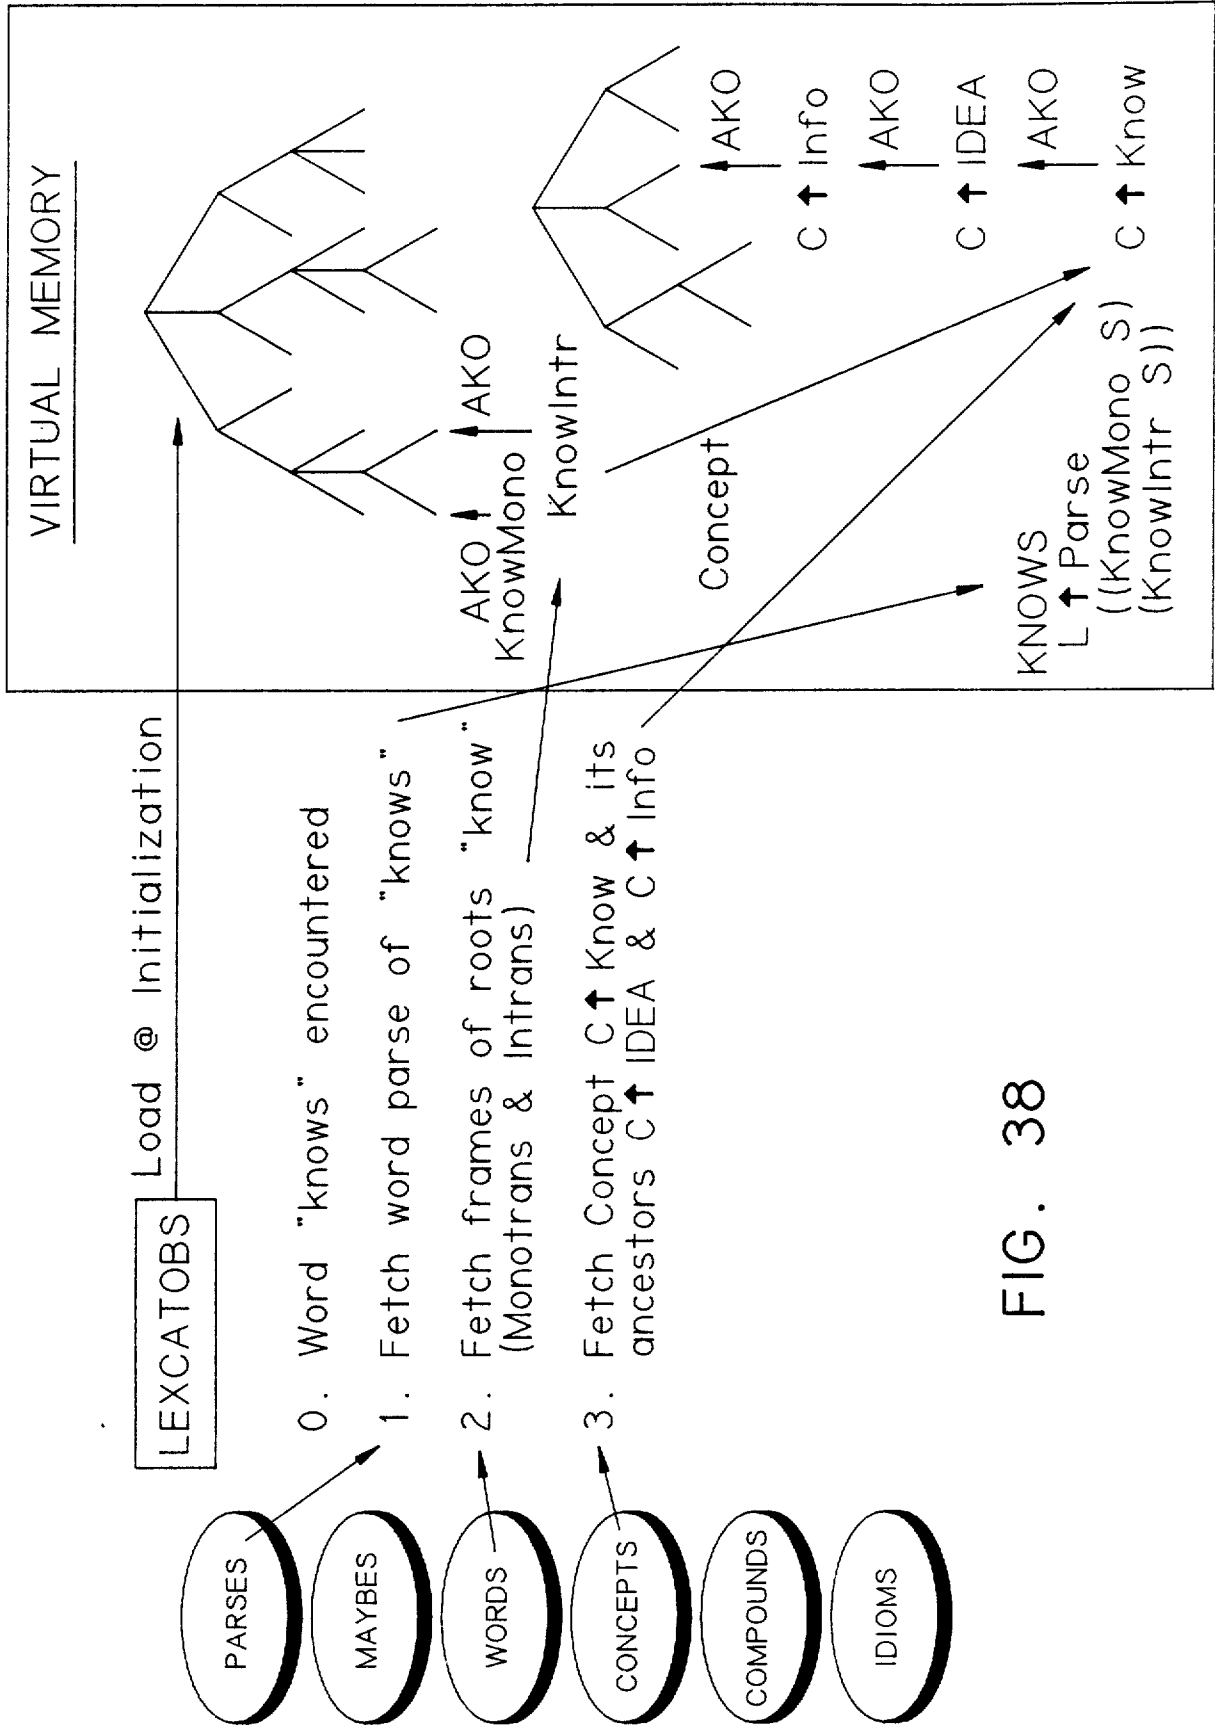 LEXCATOBS
Load @ Initialization
PARSES
MAYBES
WORDS
CONCEPTS
COMPOUNDS
IDIOMS
0. Word "knows" encountered
1. Fetch word parse of "knows"
2. Fetch frames of roots "know"
(Monotrans & Intrans)
3. Fetch Concept C↑Know & its
ancestors C↑IDEA & C↑Info
VIRTUAL MEMORY
AKO
AKO
KnowMono
KnowIntr
Concept
AKO
C↑Info
AKO
C↑IDEA
AKO
C↑Know
KNOWS
L↑Parse
((KnowMono S)
(KnowIntr S))
FIG. 38